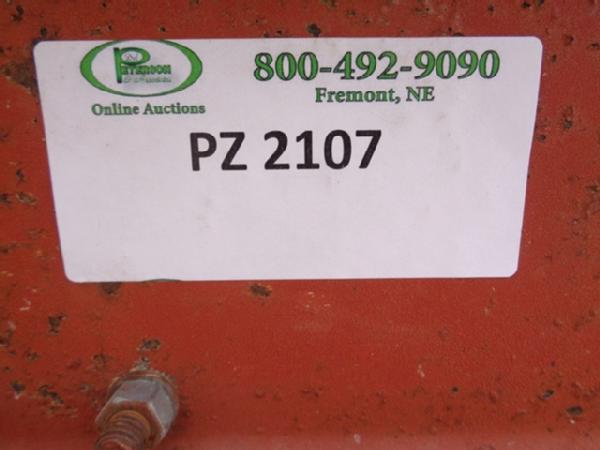 PETERSON
Online Auctions
800-492-9090
Fremont, NE
PZ 2107